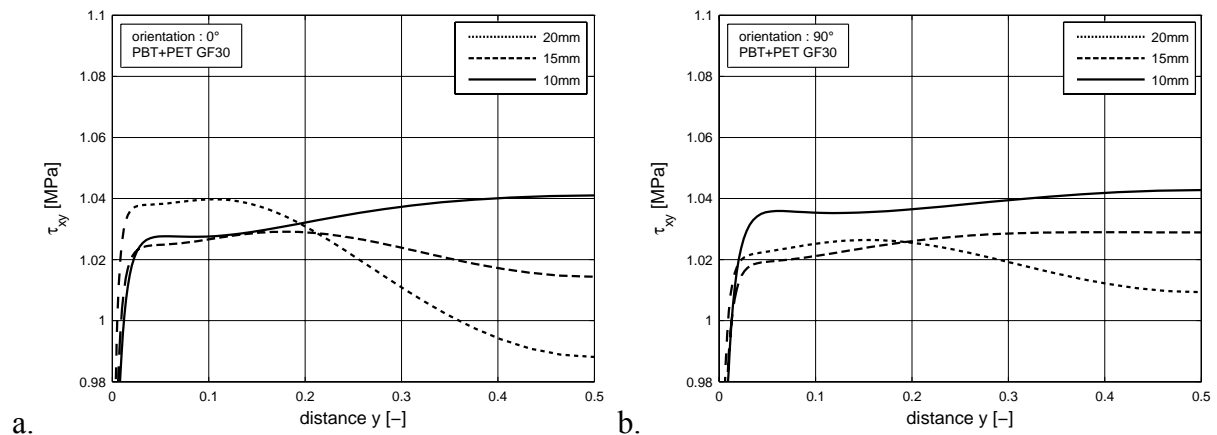 1.1
1.08
1.06
1.04
1.02
1
0.98
τxy [MPa]
orientation : 0°
PBT+PET GF30
20mm
15mm
10mm
0
0.1
0.2
0.3
0.4
0.5
distance y [−]
a.
1.1
1.08
1.06
1.04
1.02
1
0.98
τxy [MPa]
orientation : 90°
PBT+PET GF30
20mm
15mm
10mm
0
0.1
0.2
0.3
0.4
0.5
distance y [−]
b.